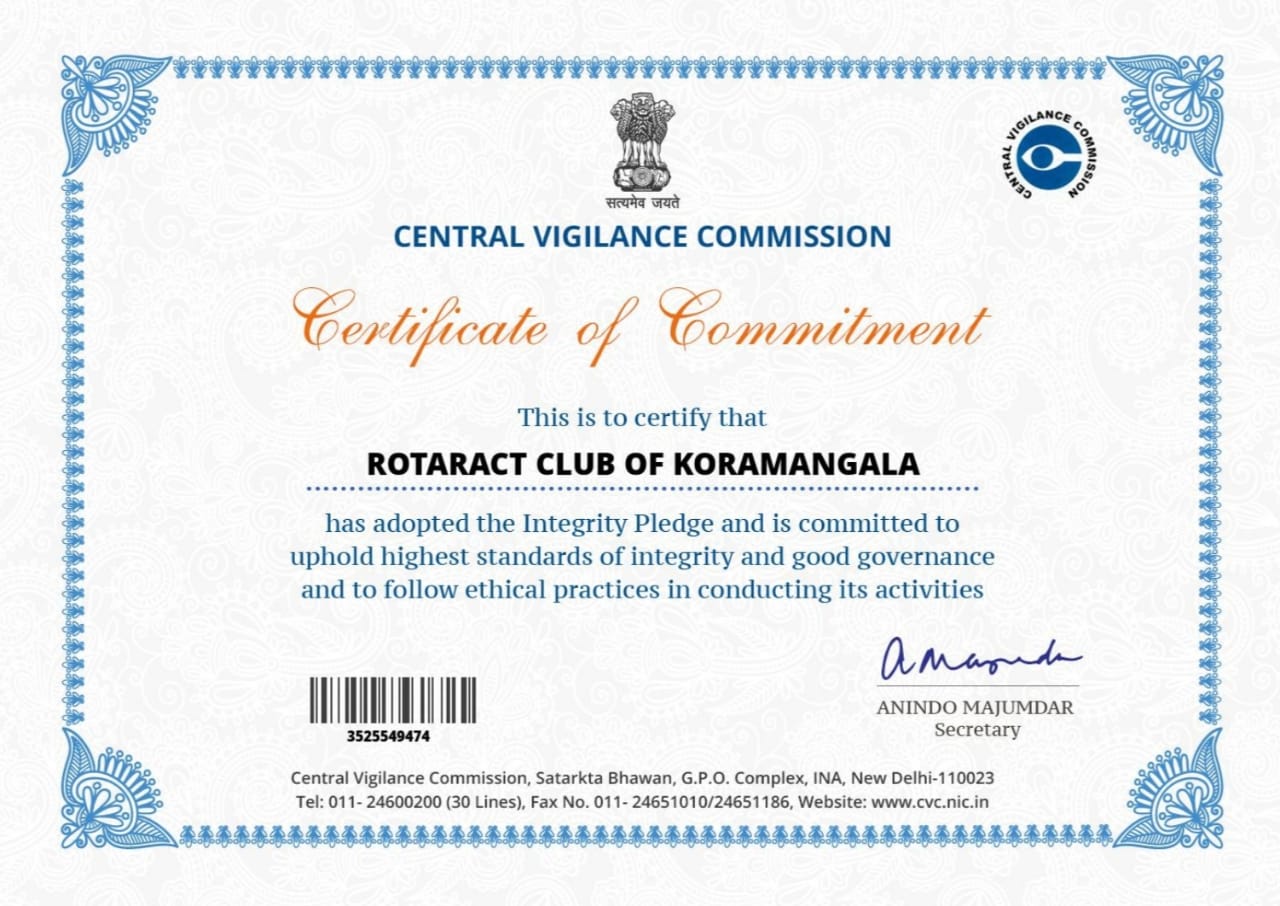 सत्यमेव जयते
CENTRAL VIGILANCE COMMISSION
CENTRAL VIGILANCE COMMISSION
Certificate of Commitment
This is to certify that
ROTARACT CLUB OF KORAMANGALA
has adopted the Integrity Pledge and is committed to
uphold highest standards of integrity and good governance
and to follow ethical practices in conducting its activities
A Majumdar
ANINDO MAJUMDAR
Secretary
3525549474
Central Vigilance Commission, Satarkta Bhawan, G.P.O. Complex, INA, New Delhi-110023
Tel: 011- 24600200 (30 Lines), Fax No. 011- 24651010/24651186, Website: www.cvc.nic.in